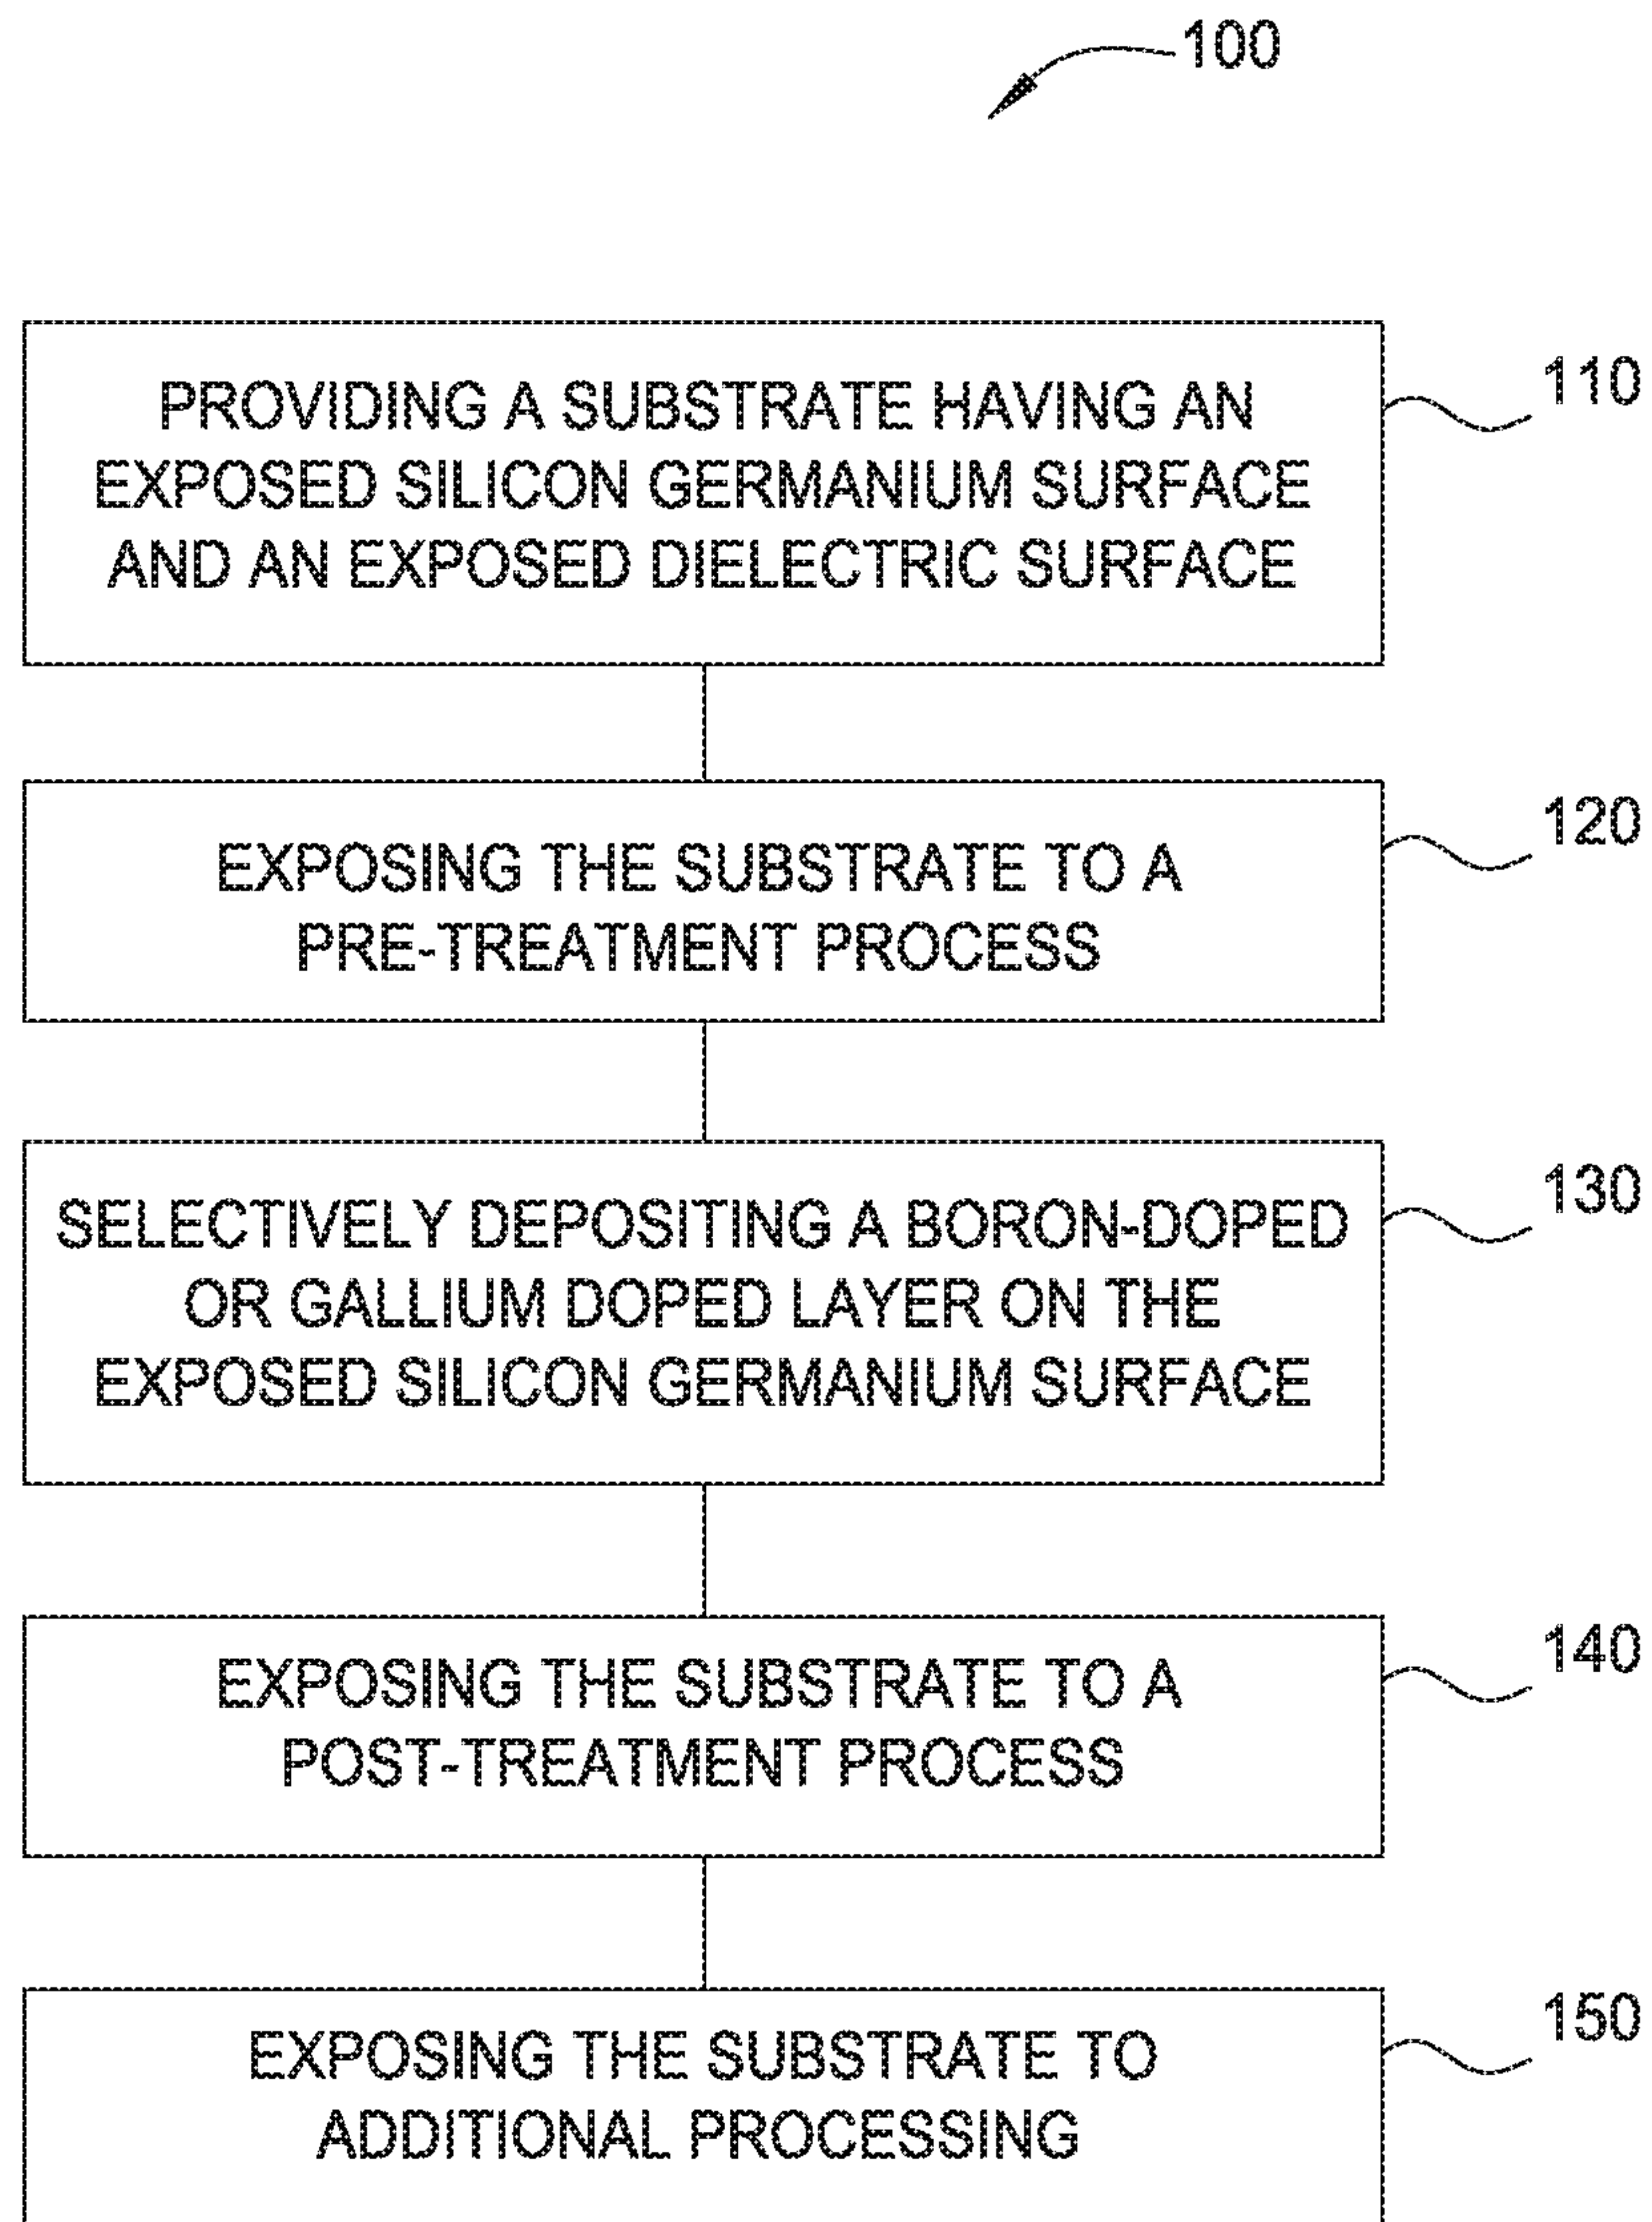 100
PROVIDING A SUBSTRATE HAVING AN
EXPOSED SILICON GERMANIUM SURFACE
AND AN EXPOSED DIELECTRIC SURFACE
110
EXPOSING THE SUBSTRATE TO A
PRE-TREATMENT PROCESS
120
SELECTIVELY DEPOSITING A BORON-DOPED
OR GALLIUM DOPED LAYER ON THE
EXPOSED SILICON GERMANIUM SURFACE
130
EXPOSING THE SUBSTRATE TO A
POST-TREATMENT PROCESS
140
EXPOSING THE SUBSTRATE TO
ADDITIONAL PROCESSING
150